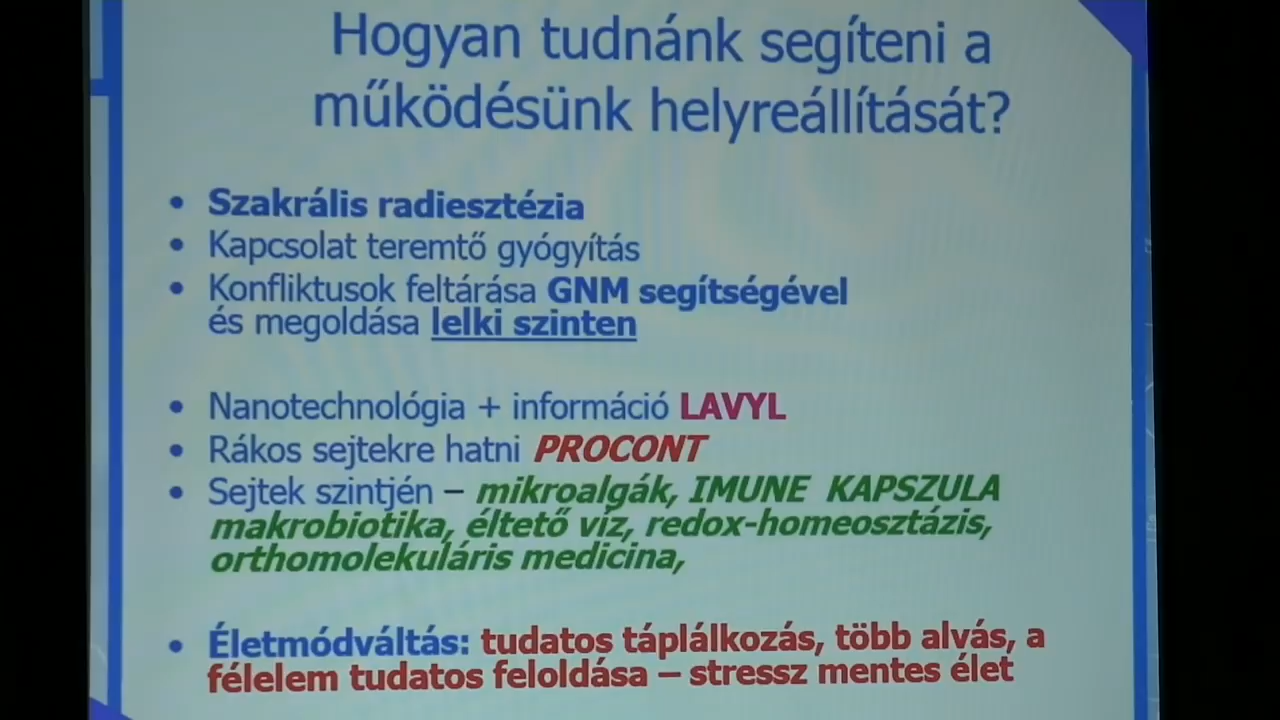 Hogyan tudnánk segíteni a
működésünk helyreállítását?
• Szakrális radiesztézia
• Kapcsolat teremtő gyógyítás
• Konfliktusok feltárása GNM segítségével
és megoldása lelki szinten
• Nanotechnológia + információ LAVYL
• Rákos sejtekre hatni PROCONT
• Sejtek szintjén – mikroalgák, IMUNE KAPSZULA
makrobiotika, éltető víz, redox-homeosztázis,
orthomolekuláris medicina,
• Életmódváltás: tudatos táplálkozás, több alvás, a
félelem tudatos feloldása – stressz mentes élet